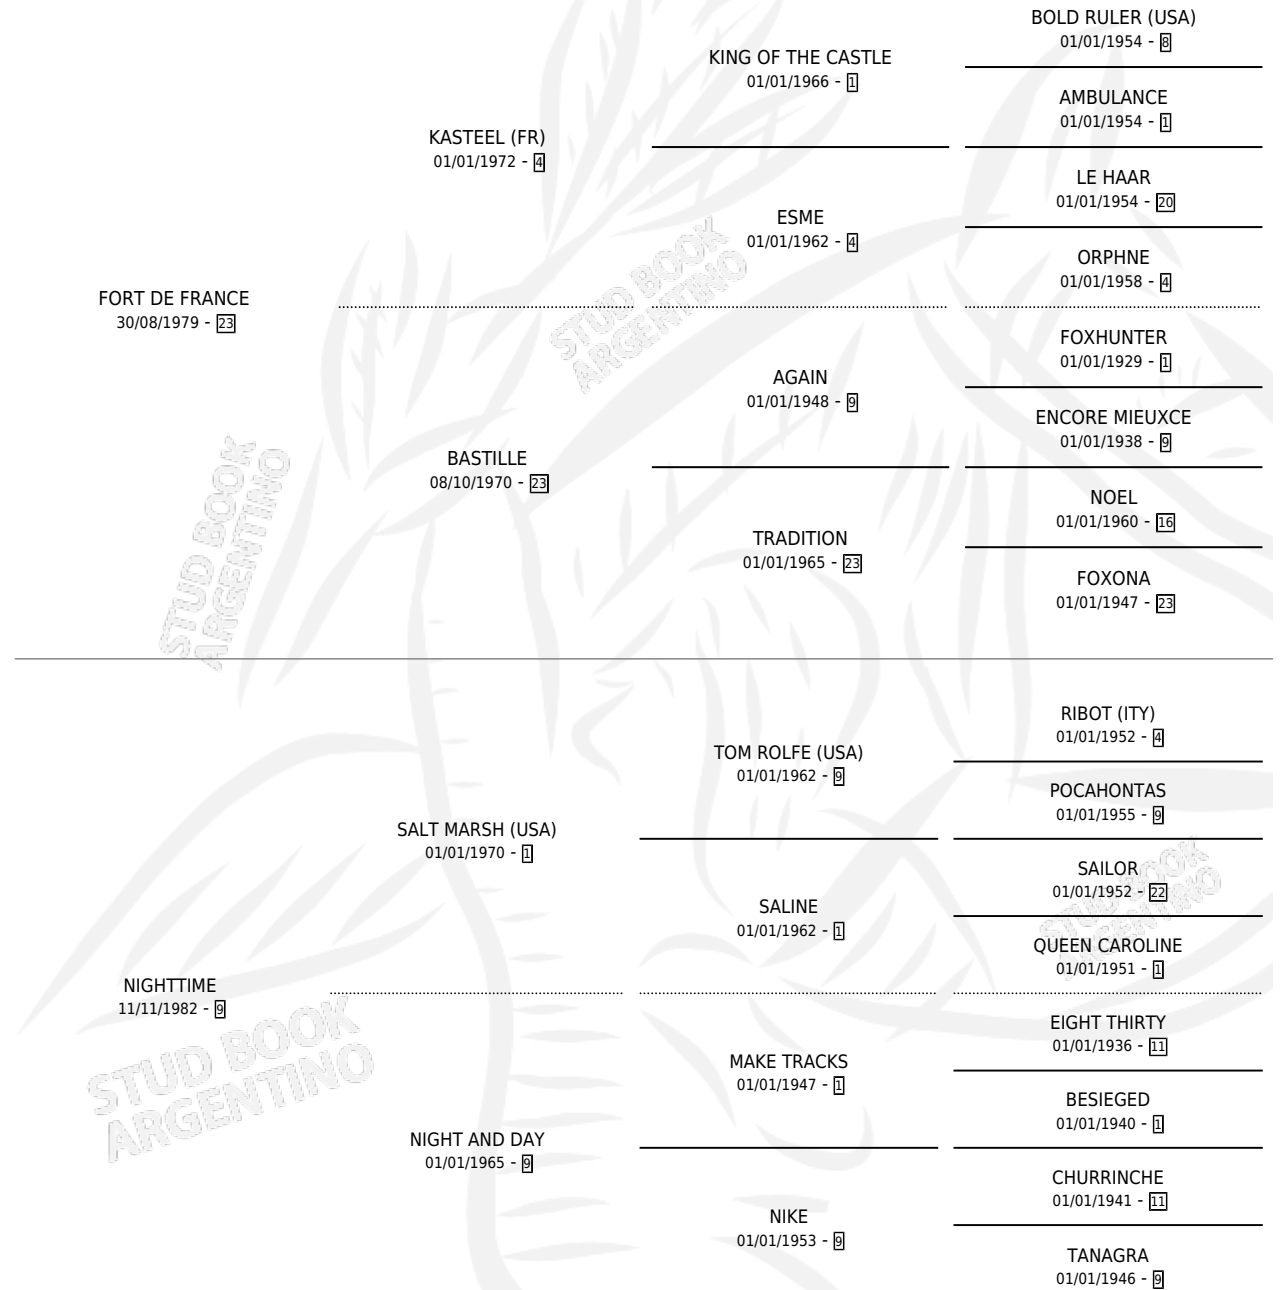 BOLD RULER (USA)
01/01/1954 - 8
KING OF THE CASTLE
01/01/1966 - 1
AMBULANCE
01/01/1954 - 1
KASTEEL (FR)
01/01/1972 - 4
LE HAAR
01/01/1954 - 20
ESME
01/01/1962 - 4
ORPHNE
01/01/1958 - 4
FORT DE FRANCE
30/08/1979 - 23
FOXHUNTER
01/01/1929 - 1
AGAIN
01/01/1948 - 9
ENCORE MIEUXCE
01/01/1938 - 9
BASTILLE
08/10/1970 - 23
NOEL
01/01/1960 - 16
TRADITION
01/01/1965 - 23
FOXONA
01/01/1947 - 23
STUD BOOK
ARGENTINO
STUD BOOK
ARGENTINO
RIBOT (ITY)
01/01/1952 - 4
TOM ROLFE (USA)
01/01/1962 - 9
POCAHONTAS
01/01/1955 - 9
SALT MARSH (USA)
01/01/1970 - 1
SAILOR
01/01/1952 - 22
SALINE
01/01/1962 - 1
QUEEN CAROLINE
01/01/1951 - 1
NIGHTTIME
11/11/1982 - 9
EIGHT THIRTY
01/01/1936 - 11
MAKE TRACKS
01/01/1947 - 1
BESIEGED
01/01/1940 - 1
NIGHT AND DAY
01/01/1965 - 9
CHURRINCHE
01/01/1941 - 11
NIKE
01/01/1953 - 9
TANAGRA
01/01/1946 - 9
STUD BOOK
ARGENTINO
STUD BOOK
ARGENTINO